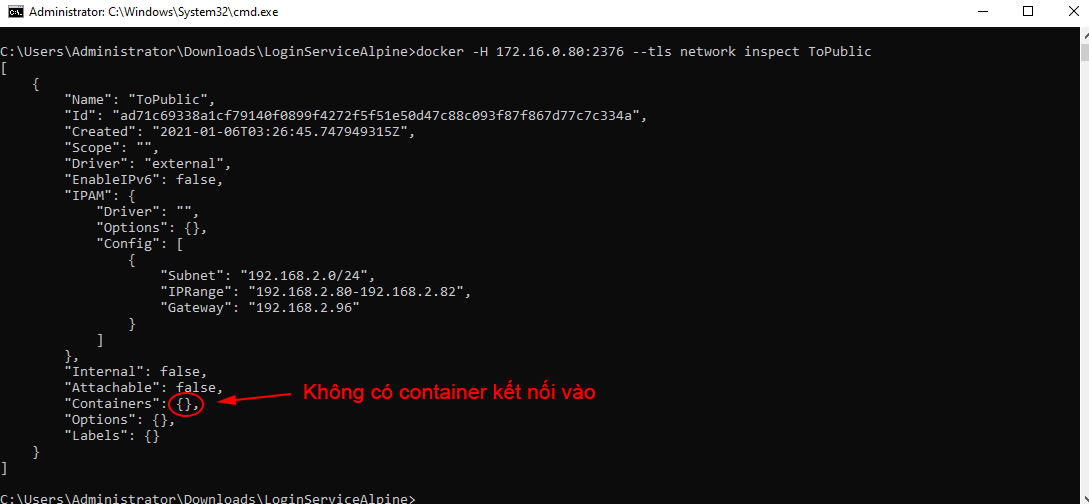 Administrator: C:\Windows\System32\cmd.exe
C:\Users\Administrator\Downloads\LoginServiceAlpine>docker -H 172.16.0.80:2376 --tls network inspect ToPublic
[
    {
        "Name": "ToPublic",
        "Id": "ad71c69338a1cf79140f0899f4272f5f51e50d47c88c093f87f867d77c7c334a",
        "Created": "2021-01-06T03:26:45.747949315Z",
        "Scope": "",
        "Driver": "external",
        "EnableIPv6": false,
        "IPAM": {
            "Driver": "",
            "Options": {},
            "Config": [
                {
                    "Subnet": "192.168.2.0/24",
                    "IPRange": "192.168.2.80-192.168.2.82",
                    "Gateway": "192.168.2.96"
                }
            ]
        },
        "Internal": false,
        "Attachable": false,
        "Containers": {}, Không có container kết nối vào
        "Options": {},
        "Labels": {}
    }
]
C:\Users\Administrator\Downloads\LoginServiceAlpine>